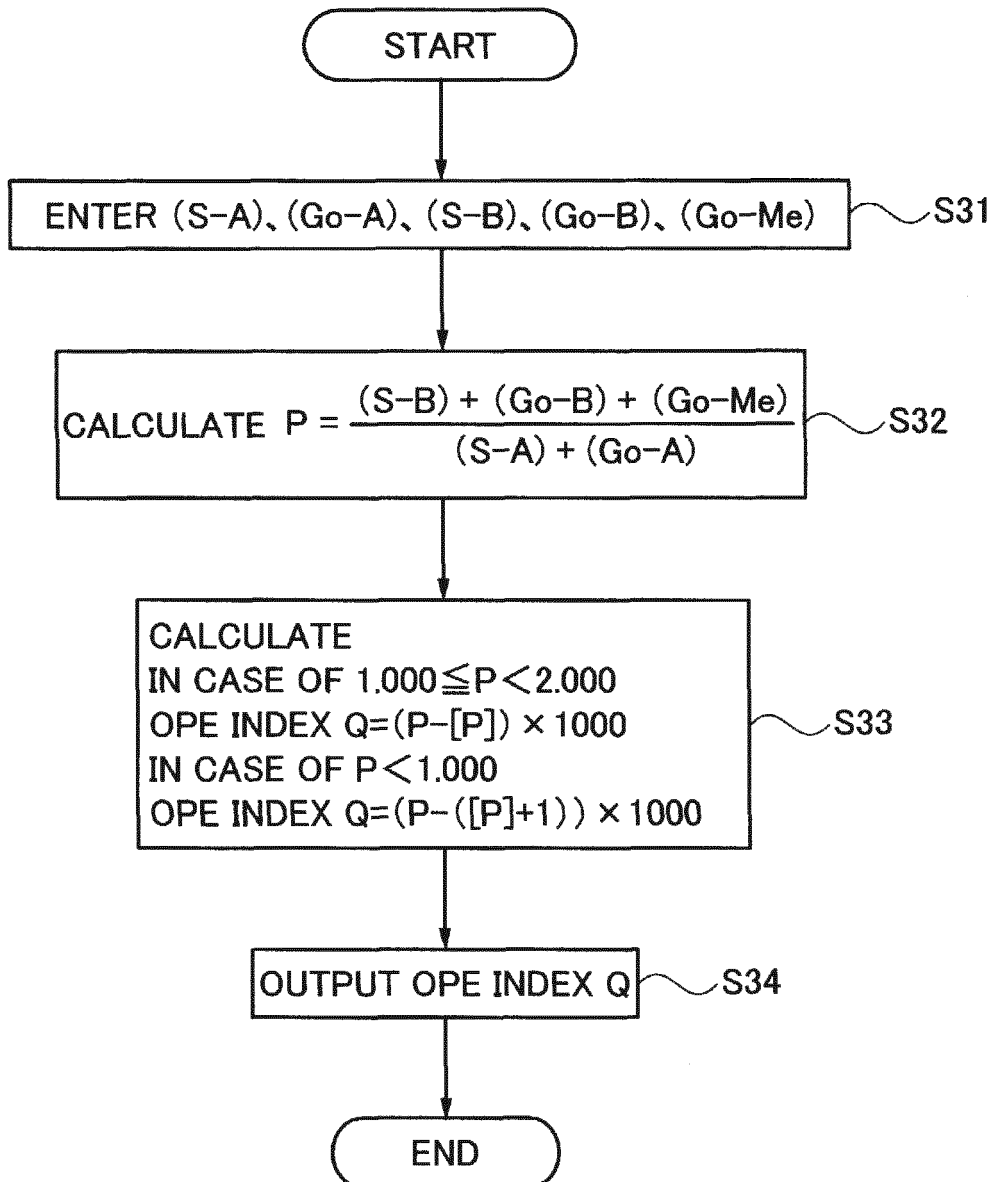 START
ENTER (S-A)、(Go-A)、(S-B)、(Go-B)、(Go-Me)
S31
CALCULATE P = (S-B) + (Go-B) + (Go-Me)
(S-A) + (Go-A)
S32
CALCULATE
IN CASE OF 1.000≦P<2.000
OPE INDEX Q=(P-[P]) × 1000
IN CASE OF P<1.000
OPE INDEX Q=(P-([P]+1)) × 1000
S33
OUTPUT OPE INDEX Q
S34
END